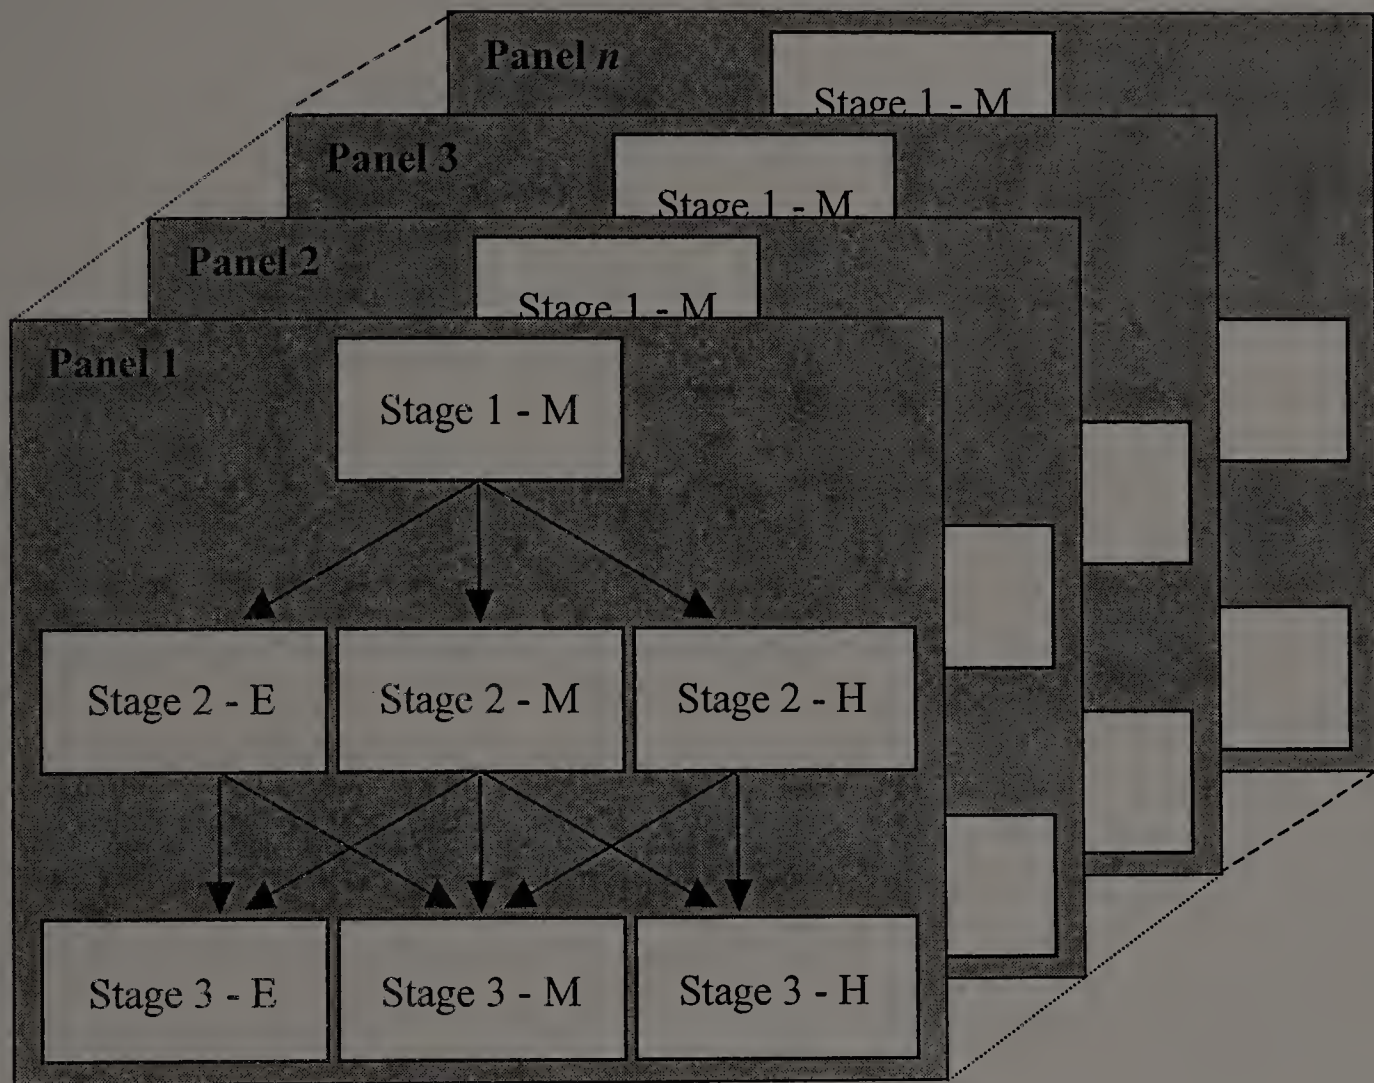 Panel n
Stage 1 - M
Panel 3
Stage 1 - M
Panel 2
Stage 1 - M
Panel 1
Stage 1 - M
Stage 2 - E
Stage 2 - M
Stage 2 - H
Stage 3 - E
Stage 3 - M
Stage 3 - H